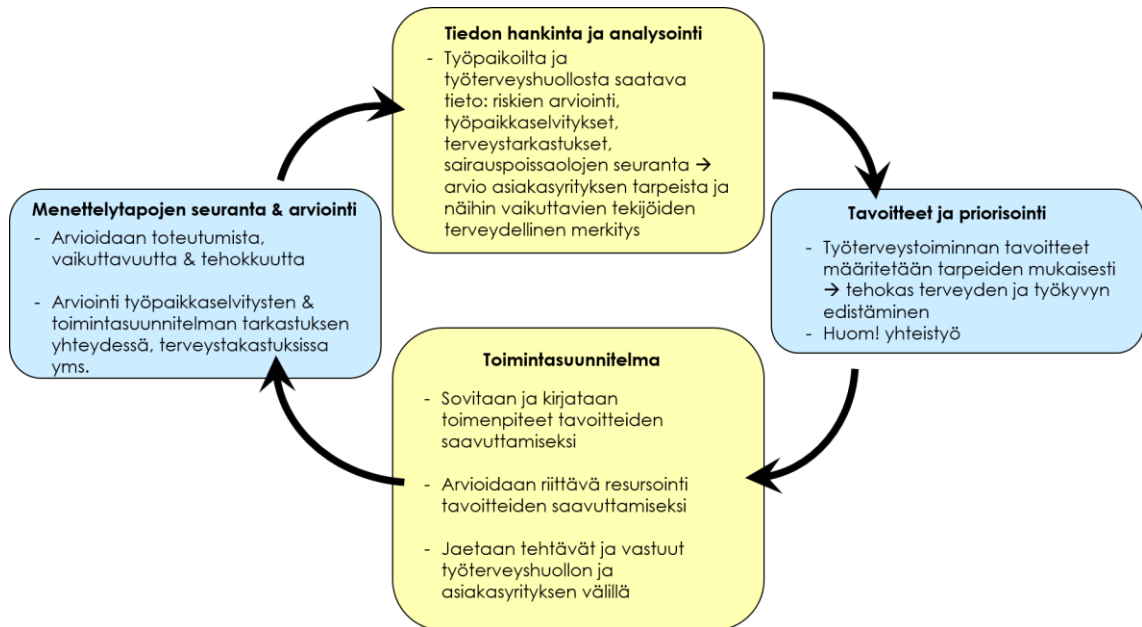 Tiedon hankinta ja analysointi
- Työpaikoilta ja
työterveyshuollosta saatava
tieto: riskien arviointi,
työpaikkaselvitykset,
terveystarkastukset,
sairauspoissaolojen seuranta →
arvio asiakasyrityksen tarpeista ja
näihin vaikuttavien tekijöiden
terveydellinen merkitys
Tavoitteet ja priorisointi
- Työterveystoiminnan tavoitteet
määritetään tarpeiden mukaisesti
→ tehokas terveyden ja työkyvyn
edistäminen
- Huom! yhteistyö
Toimintasuunnitelma
- Sovitaan ja kirjataan
toimenpiteet tavoitteiden
saavuttamiseksi
- Arvioidaan riittävä resursointi
tavoitteiden saavuttamiseksi
- Jaetaan tehtävät ja vastuut
työterveyshuollon ja
asiakasyrityksen välillä
Menettelytapojen seuranta & arviointi
- Arvioidaan toteutumista,
vaikuttavuutta & tehokkuutta
- Arviointi työpaikkaselvitysten &
toimintasuunnitelman tarkastuksen
yhteydessä, terveystakastuksissa
yms.